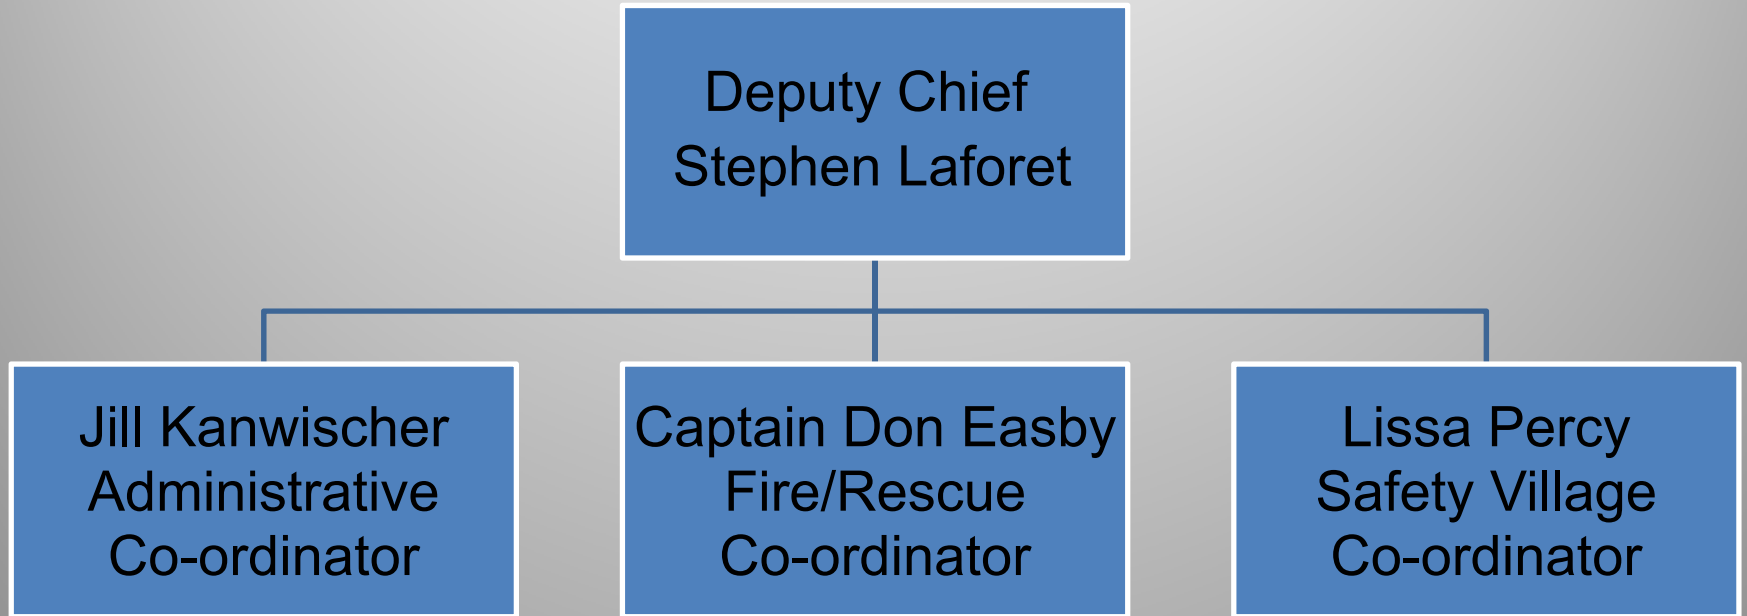 Deputy Chief
Stephen Laforet
Jill Kanwischer
Administrative
Co-ordinator
Captain Don Easby
Fire/Rescue
Co-ordinator
Lissa Percy
Safety Village
Co-ordinator